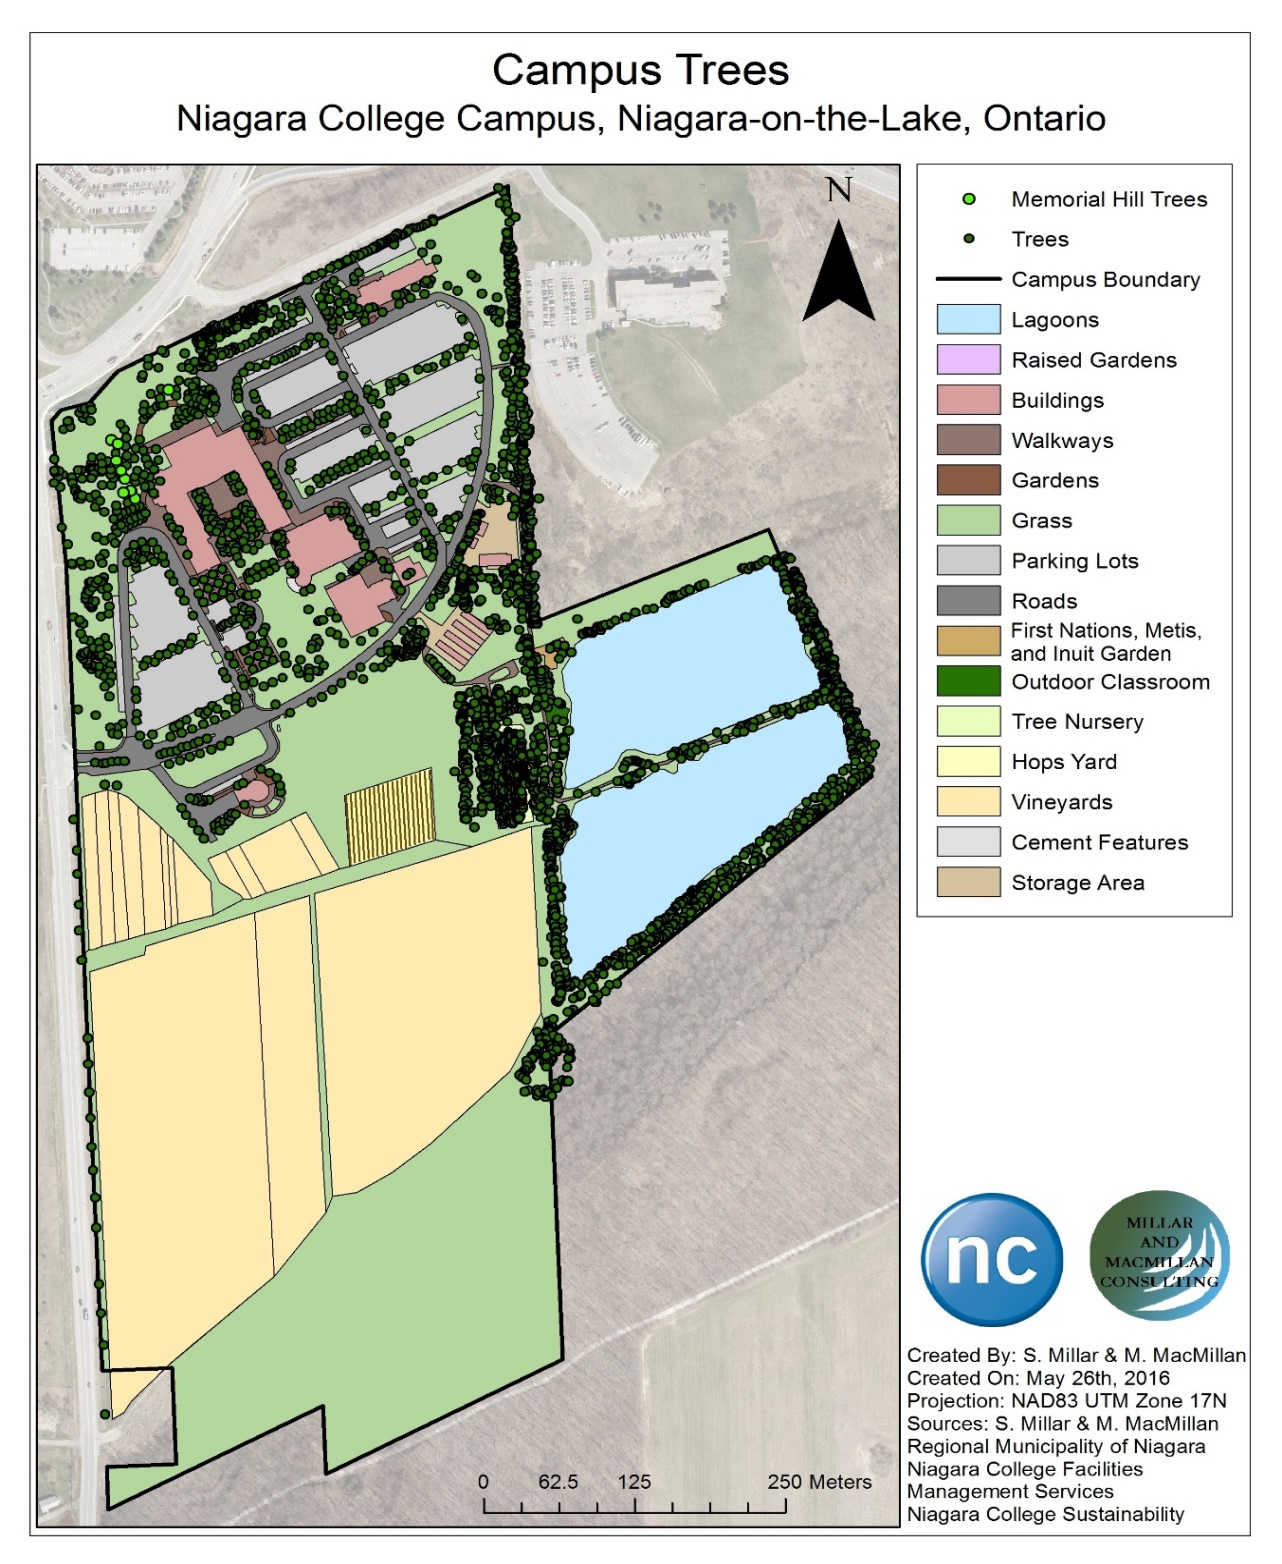 Campus Trees
Niagara College Campus, Niagara-on-the-Lake, Ontario
N
Memorial Hill Trees
Trees
Campus Boundary
Lagoons
Raised Gardens
Buildings
Walkways
Gardens
Grass
Parking Lots
Roads
First Nations, Metis,
and Inuit Garden
Outdoor Classroom
Tree Nursery
Hops Yard
Vineyards
Cement Features
Storage Area
nc
MILLAR
AND
MACMILLAN
CONSULTING
Created By: S. Millar & M. MacMillan
Created On: May 26th, 2016
Projection: NAD83 UTM Zone 17N
Sources: S. Millar & M. MacMillan
Regional Municipality of Niagara
Niagara College Facilities
Management Services
Niagara College Sustainability
0 62.5 125 250 Meters